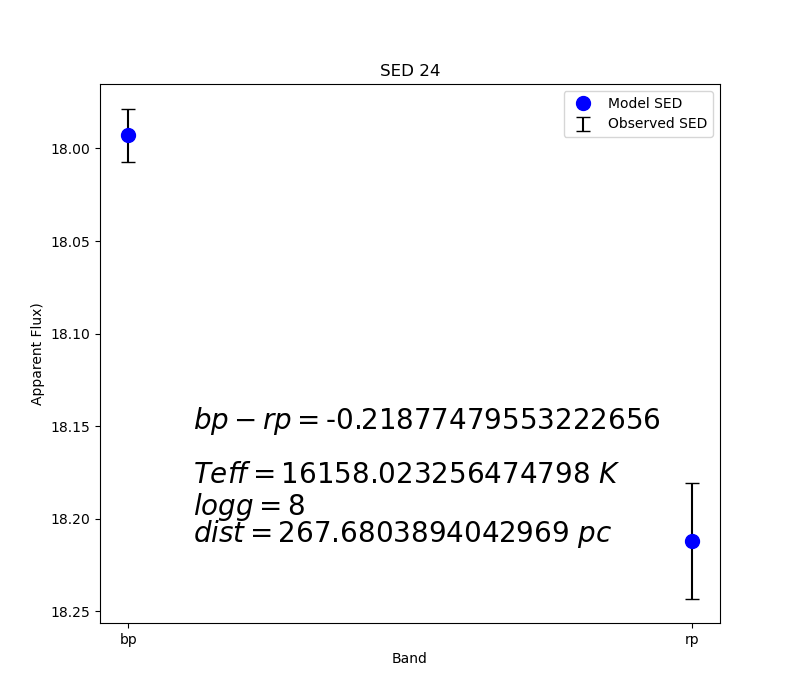 SED 24
Model SED
Observed SED
18.00
18.05
18.10
18.15
18.20
18.25
Apparent Flux)
bp − rp = -0.21877479553222656
Teff = 16158.023256474798 K
logg = 8
dist = 267.6803894042969 pc
bp
rp
Band